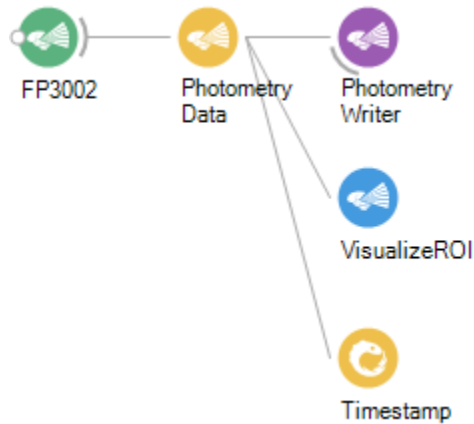 FP3002
Photometry
Data
Photometry
Writer
VisualizeROI
Timestamp